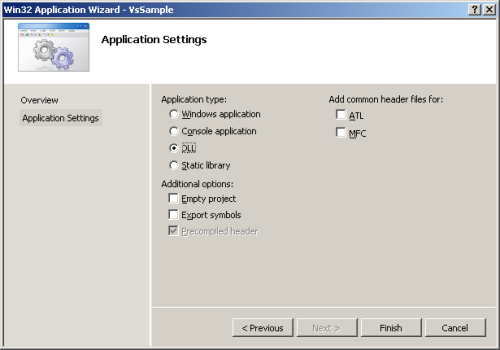 Win32 Application Wizard - VsSample
Application Settings
Overview
Application Settings
Application type:
Windows application
Console application
DLL
Static library
Additional options:
Empty project
Export symbols
Precompiled header
Add common header files for:
ATL
MFC
< Previous
Next >
Finish
Cancel